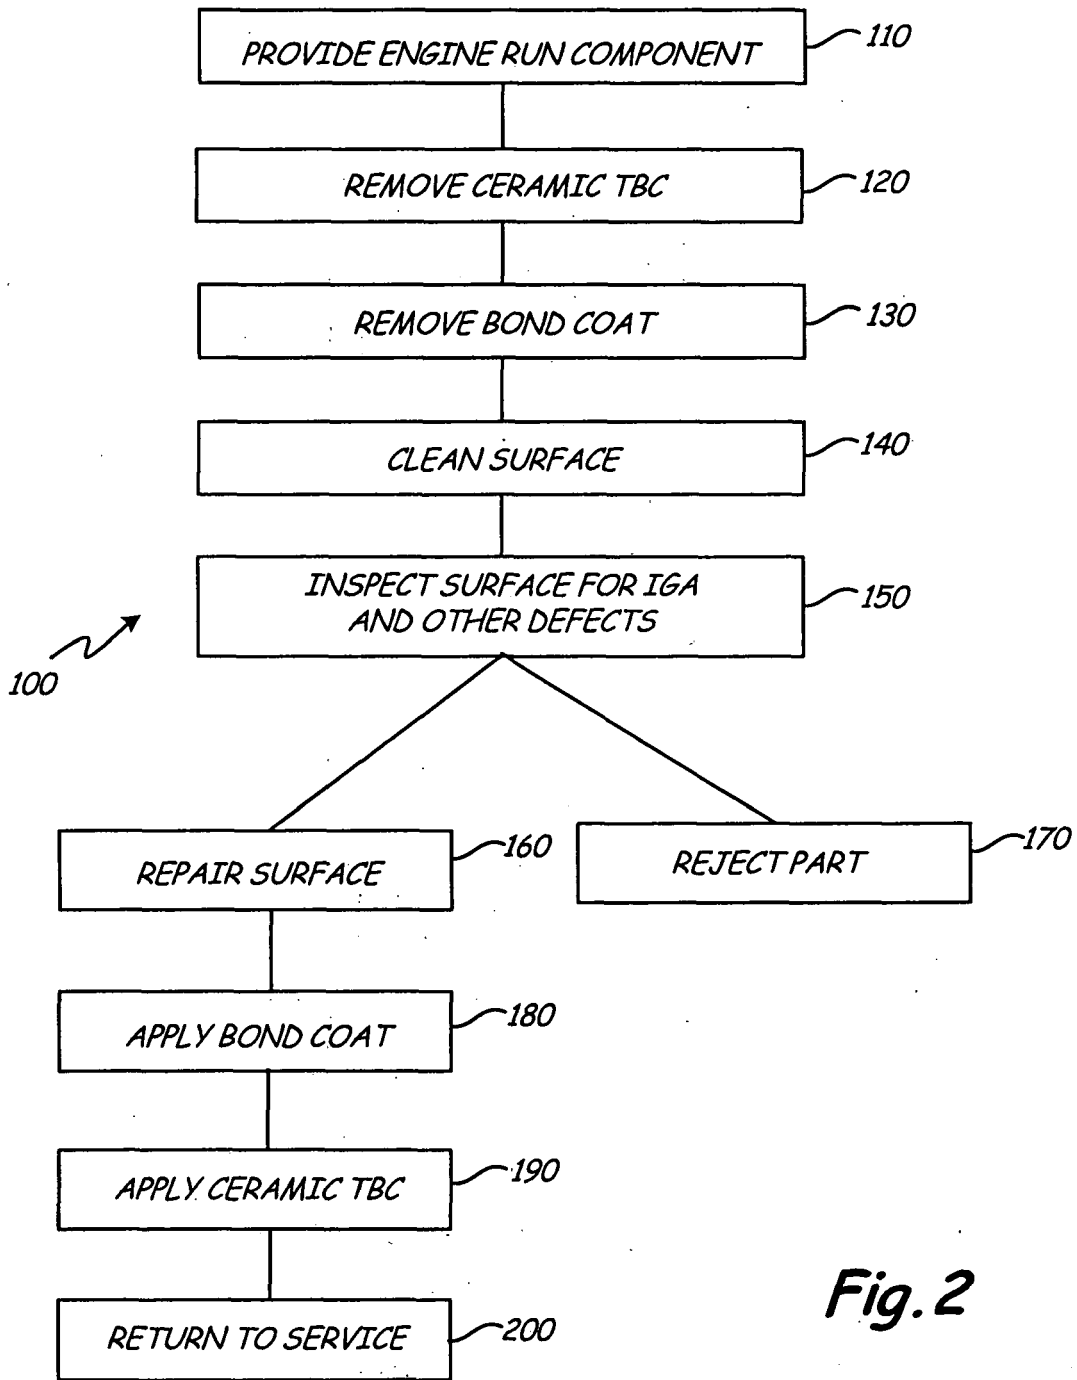 PROVIDE ENGINE RUN COMPONENT
110
REMOVE CERAMIC TBC
120
REMOVE BOND COAT
130
CLEAN SURFACE
140
INSPECT SURFACE FOR IGA
AND OTHER DEFECTS
150
100
REPAIR SURFACE
160
REJECT PART
170
APPLY BOND COAT
180
APPLY CERAMIC TBC
190
RETURN TO SERVICE
200
Fig. 2